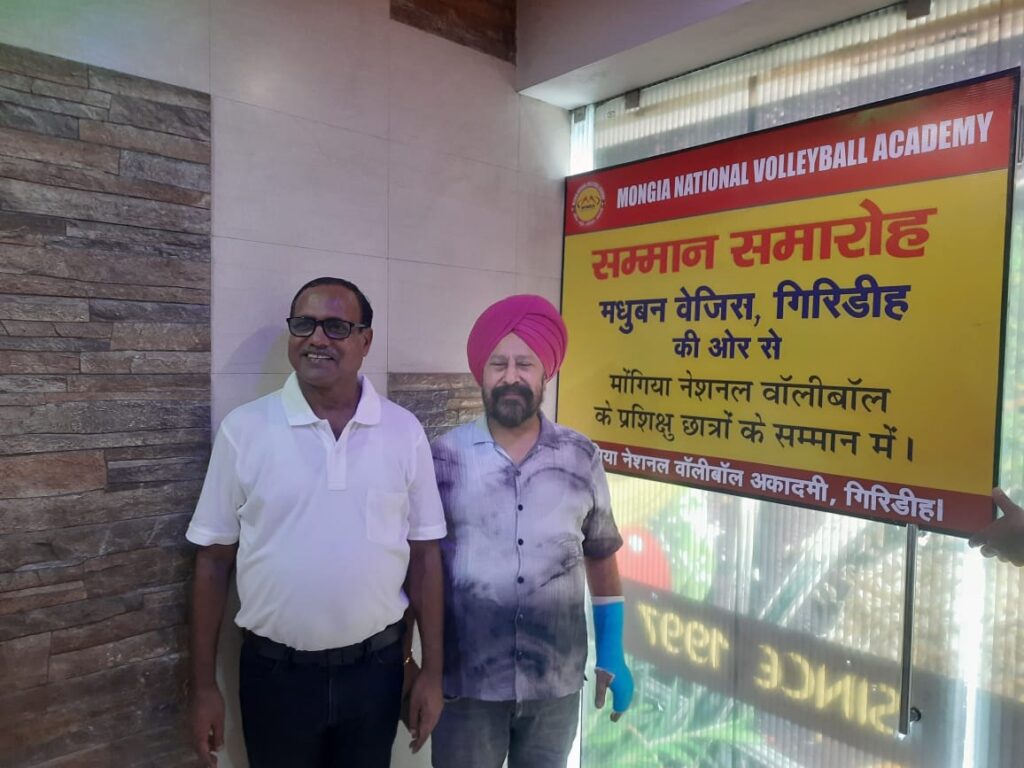 MONGIA NATIONAL VOLLEYBALL ACADEMY
सम्मान समारोह
मधुबन वेजिस, गिरिडीह
की ओर से
मोंगिया नेशनल वॉलीबॉल
के प्रशिक्षु छात्रों के सम्मान में।
नेशनल वॉलीबॉल अकादमी, गिरिडीह।
SINCE 1997